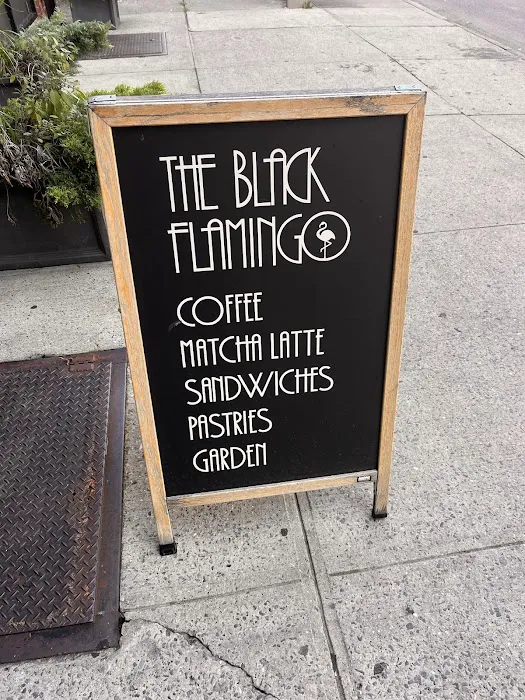 THE BLACK
FLAMINGO
COFFEE
MATCHA LATTE
SANDWICHES
PASTRIES
GARDEN